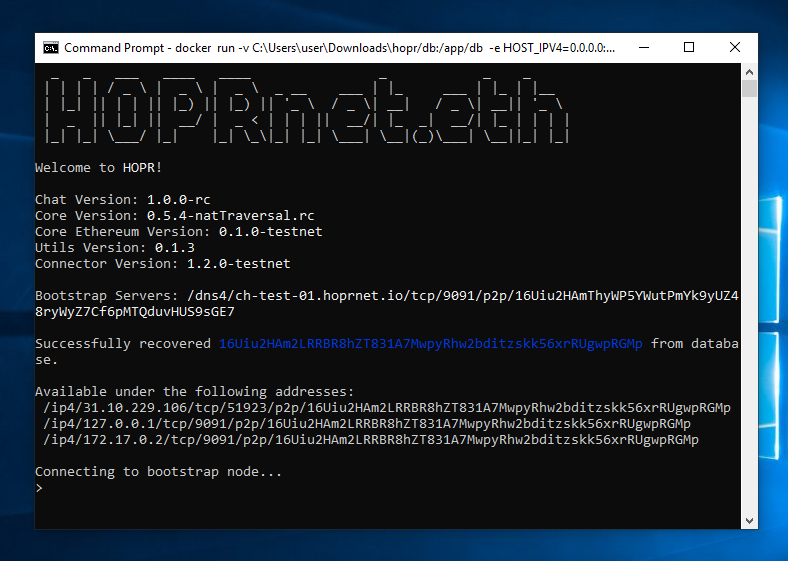 Command Prompt - docker run -v C:\Users\user\Downloads\hopr/db:/app/db -e HOST_IPV4=0.0.0.0:...
HOPRnet.eth
Welcome to HOPR!
Chat Version: 1.0.0-rc
Core Version: 0.5.4-natTraversal.rc
Core Ethereum Version: 0.1.0-testnet
Utils Version: 0.1.3
Connector Version: 1.2.0-testnet
Bootstrap Servers: /dns4/ch-test-01.hoprnet.io/tcp/9091/p2p/16Uiu2HAmThyWP5YWutPmYk9yUZ4
8ryWyZ7Cf6pMTQduvHUS9sGE7
Successfully recovered 16Uiu2HAm2LRRBR8hZT831A7MwpyRhw2bditzskk56xrRUgwpRGMp from databa
se.
Available under the following addresses:
/ip4/31.10.229.106/tcp/51923/p2p/16Uiu2HAm2LRRBR8hZT831A7MwpyRhw2bditzskk56xrRUgwpRGMp
/ip4/127.0.0.1/tcp/9091/p2p/16Uiu2HAm2LRRBR8hZT831A7MwpyRhw2bditzskk56xrRUgwpRGMp
/ip4/172.17.0.2/tcp/9091/p2p/16Uiu2HAm2LRRBR8hZT831A7MwpyRhw2bditzskk56xrRUgwpRGMp
Connecting to bootstrap node...
>